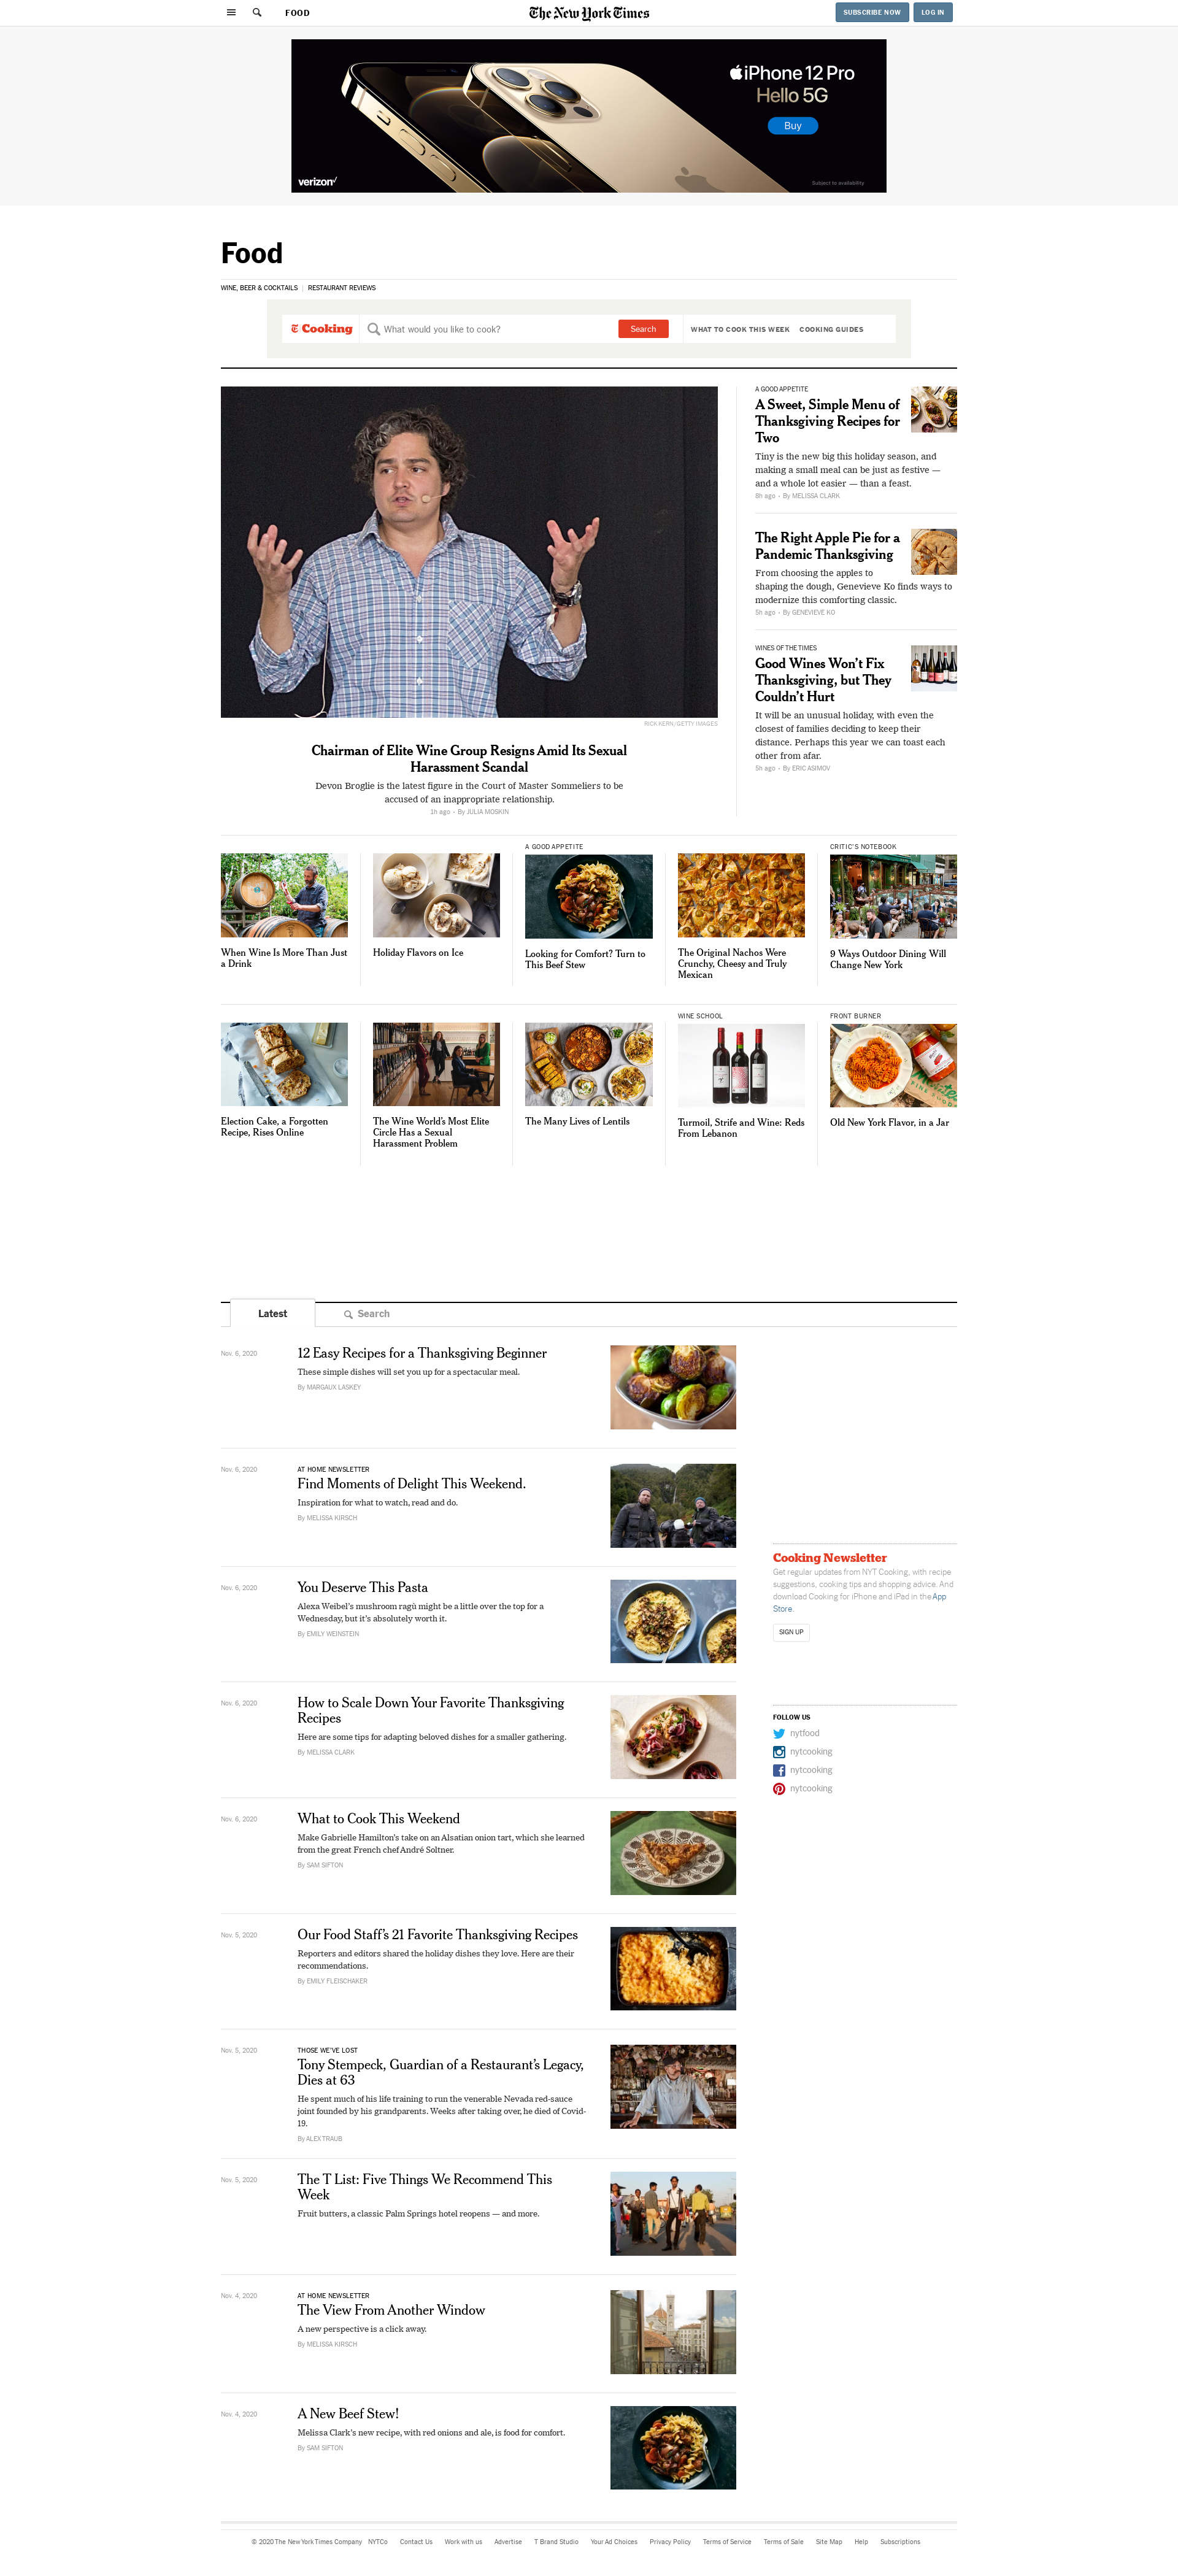 FOOD
The New York Times
SUBSCRIBE NOW
LOG IN
iPhone 12 Pro
Hello 5G
Buy
verizon✓
Subject to availability
Food
WINE, BEER & COCKTAILS | RESTAURANT REVIEWS
T Cooking
What would you like to cook?
Search
WHAT TO COOK THIS WEEK
COOKING GUIDES
RICK KERN/GETTY IMAGES
Chairman of Elite Wine Group Resigns Amid Its Sexual
Harassment Scandal
Devon Broglie is the latest figure in the Court of Master Sommeliers to be
accused of an inappropriate relationship.
1h ago • By JULIA MOSKIN
A GOOD APPETITE
A Sweet, Simple Menu of
Thanksgiving Recipes for
Two
Tiny is the new big this holiday season, and
making a small meal can be just as festive —
and a whole lot easier — than a feast.
8h ago • By MELISSA CLARK
The Right Apple Pie for a
Pandemic Thanksgiving
From choosing the apples to
shaping the dough, Genevieve Ko finds ways to
modernize this comforting classic.
5h ago • By GENEVIEVE KO
WINES OF THE TIMES
Good Wines Won’t Fix
Thanksgiving, but They
Couldn’t Hurt
It will be an unusual holiday, with even the
closest of families deciding to keep their
distance. Perhaps this year we can toast each
other from afar.
5h ago • By ERIC ASIMOV
When Wine Is More Than Just
a Drink
Holiday Flavors on Ice
A GOOD APPETITE
Looking for Comfort? Turn to
This Beef Stew
The Original Nachos Were
Crunchy, Cheesy and Truly
Mexican
CRITIC’S NOTEBOOK
9 Ways Outdoor Dining Will
Change New York
Election Cake, a Forgotten
Recipe, Rises Online
The Wine World’s Most Elite
Circle Has a Sexual
Harassment Problem
The Many Lives of Lentils
WINE SCHOOL
Turmoil, Strife and Wine: Reds
From Lebanon
FRONT BURNER
Old New York Flavor, in a Jar
Latest
Search
Nov. 6, 2020
12 Easy Recipes for a Thanksgiving Beginner
These simple dishes will set you up for a spectacular meal.
By MARGAUX LASKEY
Nov. 6, 2020
AT HOME NEWSLETTER
Find Moments of Delight This Weekend.
Inspiration for what to watch, read and do.
By MELISSA KIRSCH
Nov. 6, 2020
You Deserve This Pasta
Alexa Weibel’s mushroom ragù might be a little over the top for a
Wednesday, but it’s absolutely worth it.
By EMILY WEINSTEIN
Nov. 6, 2020
How to Scale Down Your Favorite Thanksgiving
Recipes
Here are some tips for adapting beloved dishes for a smaller gathering.
By MELISSA CLARK
Nov. 6, 2020
What to Cook This Weekend
Make Gabrielle Hamilton’s take on an Alsatian onion tart, which she learned
from the great French chef André Soltner.
By SAM SIFTON
Nov. 5, 2020
Our Food Staff’s 21 Favorite Thanksgiving Recipes
Reporters and editors shared the holiday dishes they love. Here are their
recommendations.
By EMILY FLEISCHAKER
Nov. 5, 2020
THOSE WE’VE LOST
Tony Stempeck, Guardian of a Restaurant’s Legacy,
Dies at 63
He spent much of his life training to run the venerable Nevada red-sauce
joint founded by his grandparents. Weeks after taking over, he died of Covid-
19.
By ALEX TRAUB
Nov. 5, 2020
The T List: Five Things We Recommend This
Week
Fruit butters, a classic Palm Springs hotel reopens — and more.
Nov. 4, 2020
AT HOME NEWSLETTER
The View From Another Window
A new perspective is a click away.
By MELISSA KIRSCH
Nov. 4, 2020
A New Beef Stew!
Melissa Clark’s new recipe, with red onions and ale, is food for comfort.
By SAM SIFTON
Cooking Newsletter
Get regular updates from NYT Cooking, with recipe
suggestions, cooking tips and shopping advice. And
download Cooking for iPhone and iPad in the App
Store.
SIGN UP
FOLLOW US
nytfood
nytcooking
nytcooking
nytcooking
© 2020 The New York Times Company NYTCo Contact Us Work with us Advertise T Brand Studio Your Ad Choices Privacy Policy Terms of Service Terms of Sale Site Map Help Subscriptions